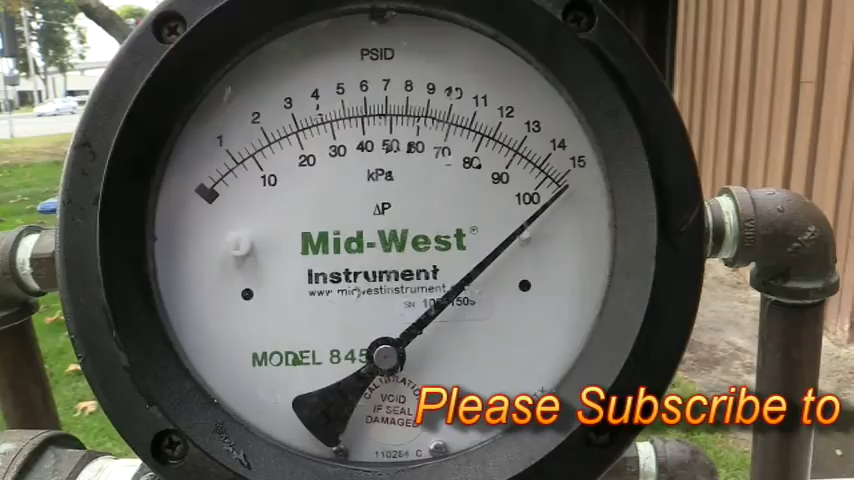 PSID
1 2 3 4 5 6 7 8 9 10 11 12 13 14 15
10 20 30 40 50 60 70 80 90 100
kPa
ΔP
Mid-West®
Instrument
www.midwestinstrument.com
SN
MODEL 845
CALIBRATION
VOID
IF SEAL
DAMAGED
110284 C
Please Subscribe to